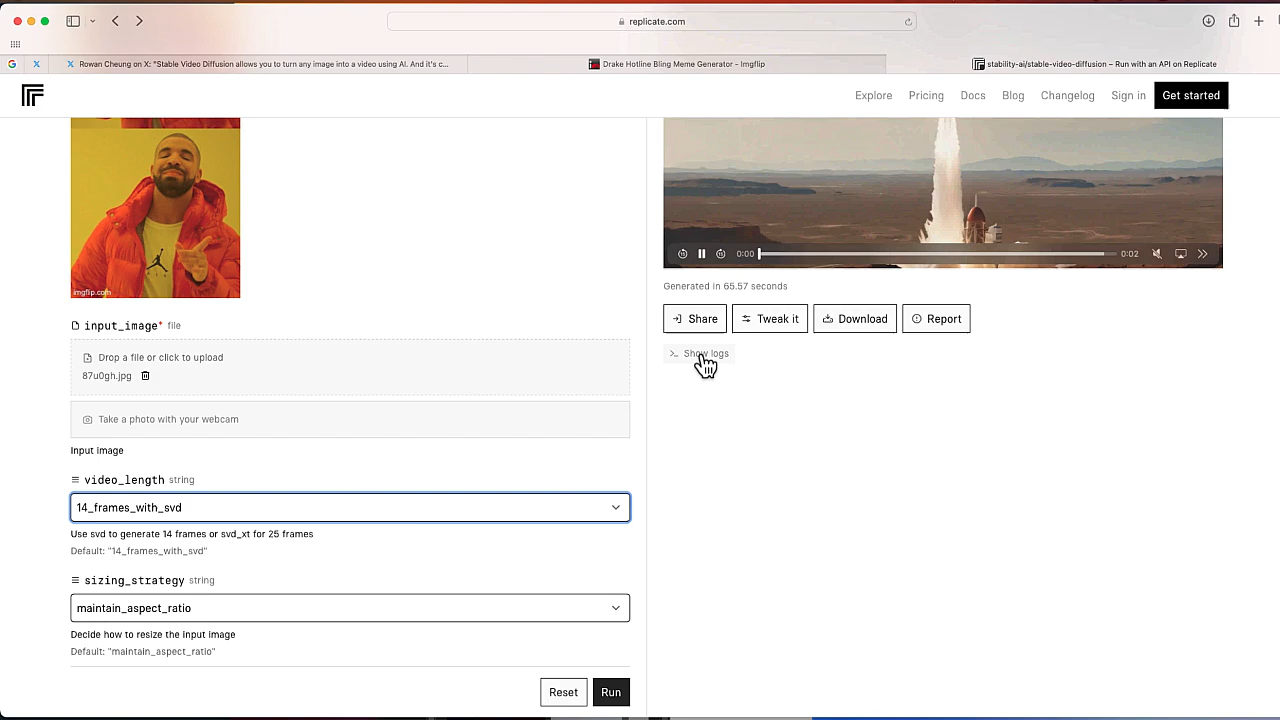 replicate.com
Rowan Cheung on X: "Stable Video Diffusion allows you to turn any image into a video using AI. And it's c...
Drake Hotline Bling Meme Generator - Imgflip
stability-ai/stable-video-diffusion – Run with an API on Replicate
Explore Pricing Docs Blog Changelog Sign in Get started
imgflip.com
input_image* file
Drop a file or click to upload
87u0gh.jpg
Take a photo with your webcam
Input image
video_length string
14_frames_with_svd
Use svd to generate 14 frames or svd_xt for 25 frames
Default: "14_frames_with_svd"
sizing_strategy string
maintain_aspect_ratio
Decide how to resize the input image
Default: "maintain_aspect_ratio"
Reset Run
0:00 0:02
Generated in 65.57 seconds
Share Tweak it Download Report
Show logs